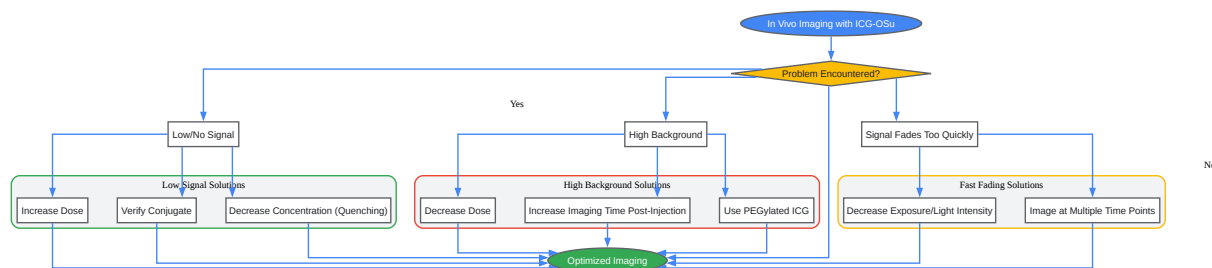 In Vivo Imaging with ICG-OSu
Problem Encountered?
Yes
Low/No Signal
High Background
Signal Fades Too Quickly
Low Signal Solutions
High Background Solutions
Fast Fading Solutions
Increase Dose
Verify Conjugate
Decrease Concentration (Quenching)
Decrease Dose
Increase Imaging Time Post-Injection
Use PEGylated ICG
Decrease Exposure/Light Intensity
Image at Multiple Time Points
Optimized Imaging